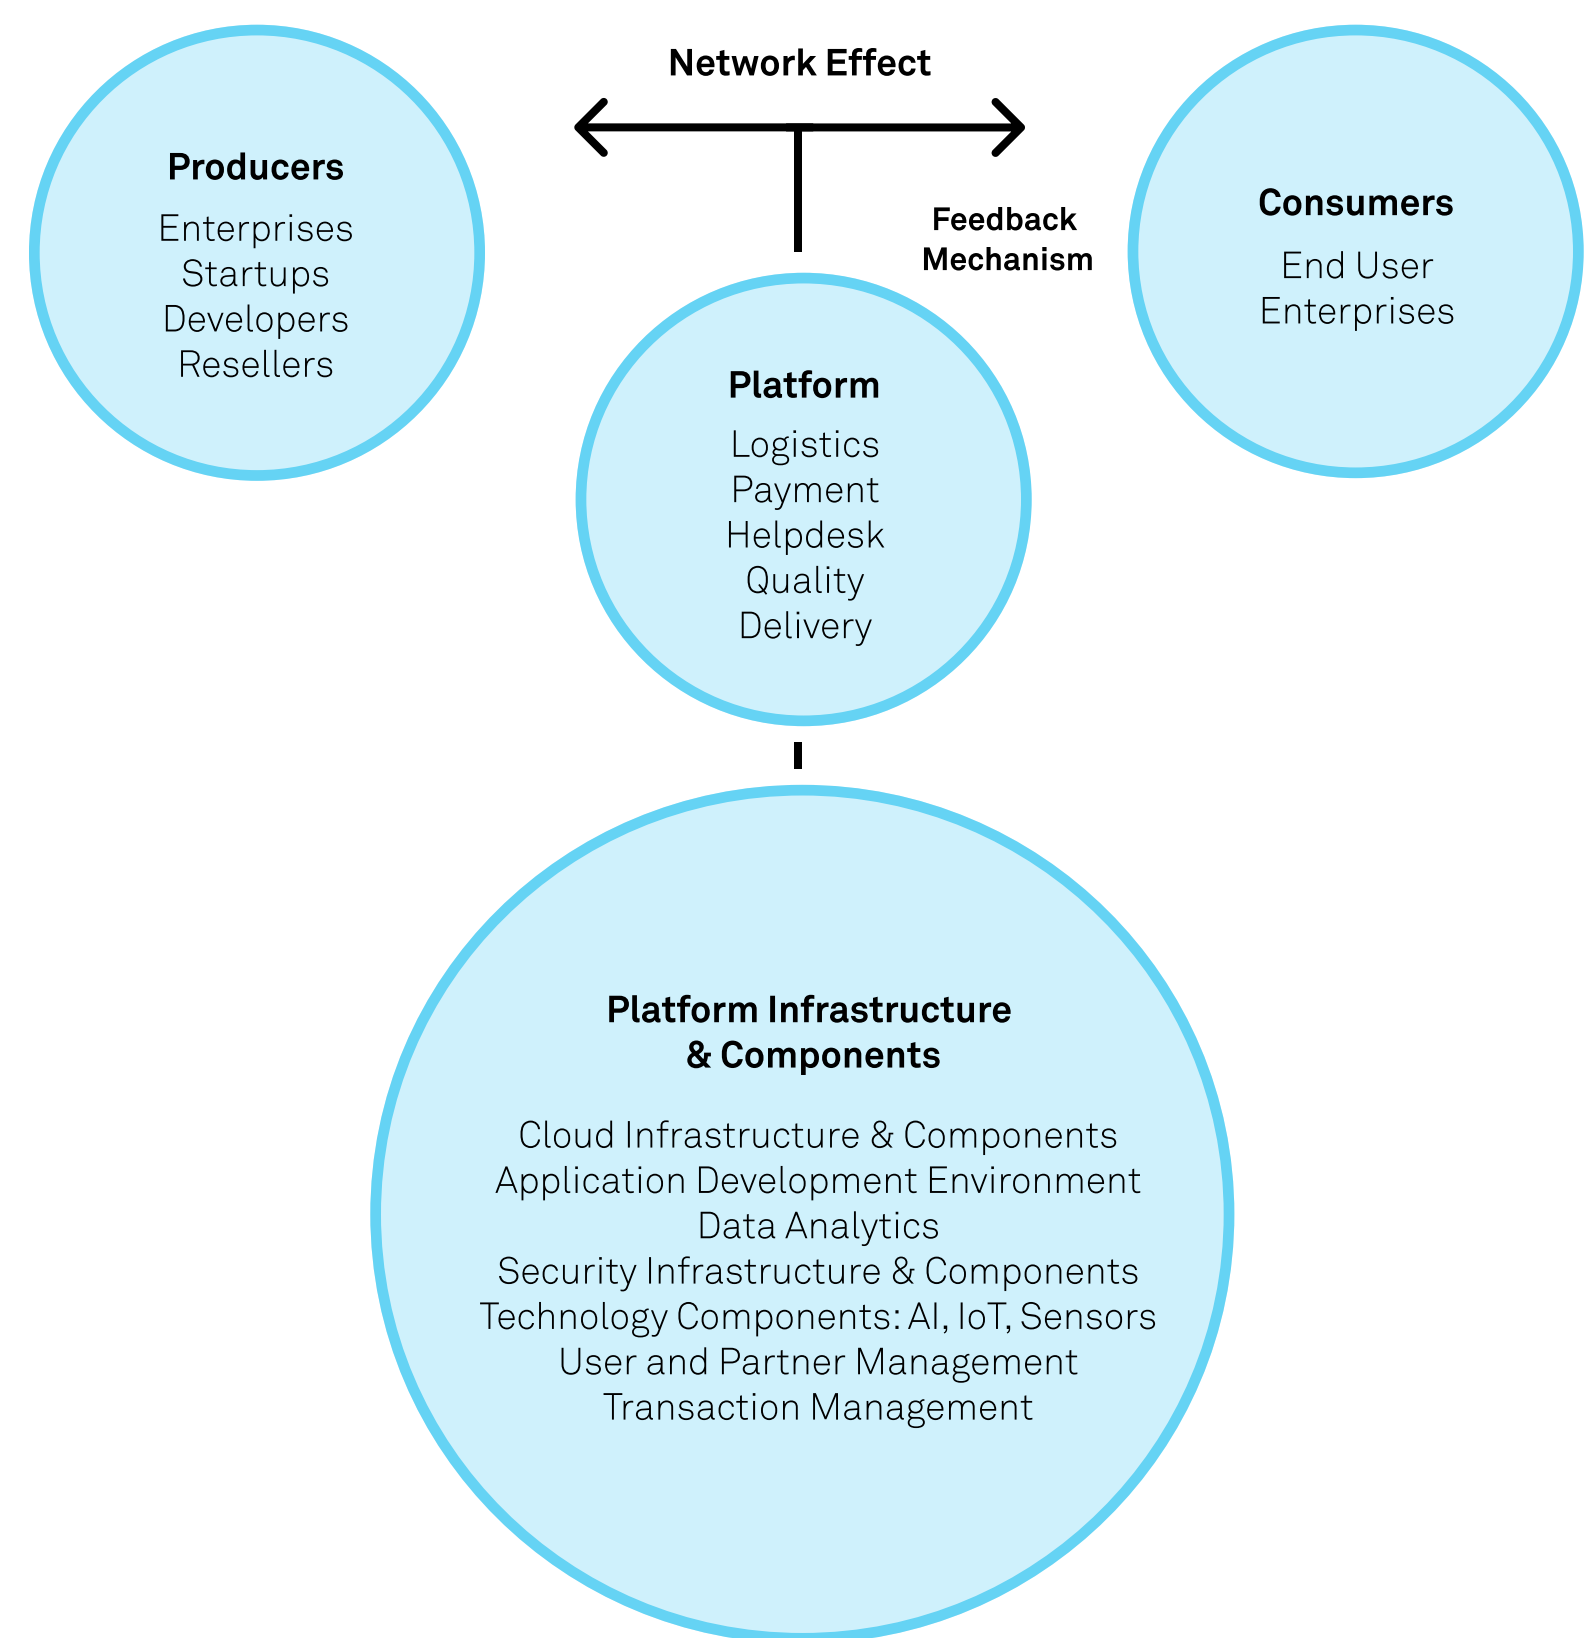 Network Effect
Producers
Enterprises
Startups
Developers
Resellers
Feedback
Mechanism
Consumers
End User
Enterprises
Platform
Logistics
Payment
Helpdesk
Quality
Delivery
Platform Infrastructure
& Components
Cloud Infrastructure & Components
Application Development Environment
Data Analytics
Security Infrastructure & Components
Technology Components: AI, IoT, Sensors
User and Partner Management
Transaction Management